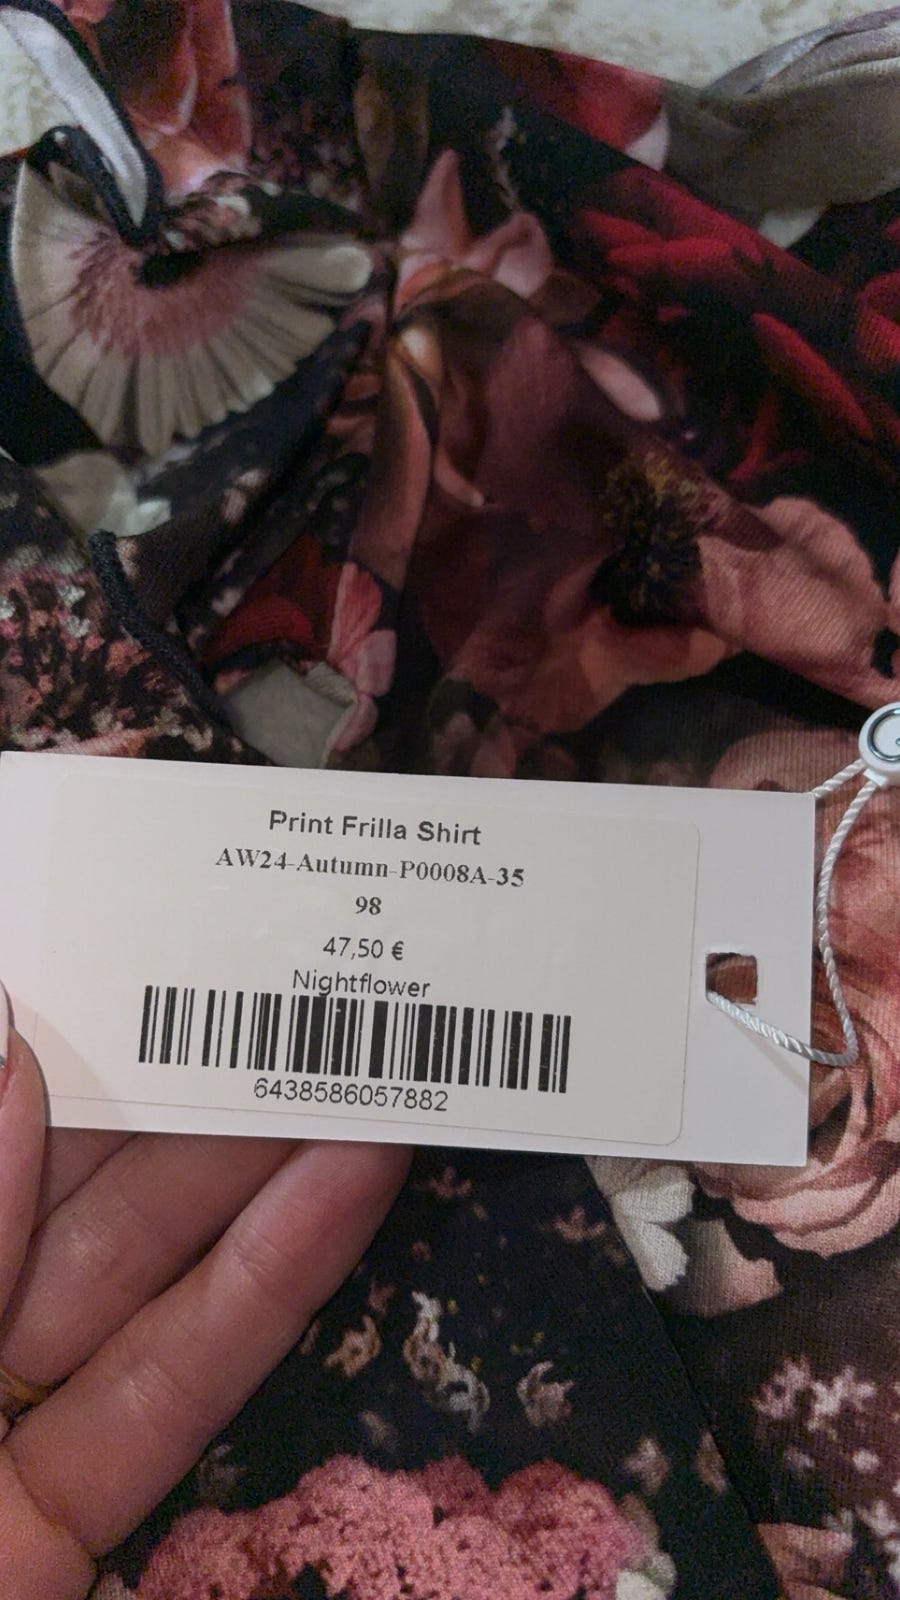 Print Frilla Shirt
AW24-Autumn-P0008A-35
98
47,50 €
Nightflower
6438586057882